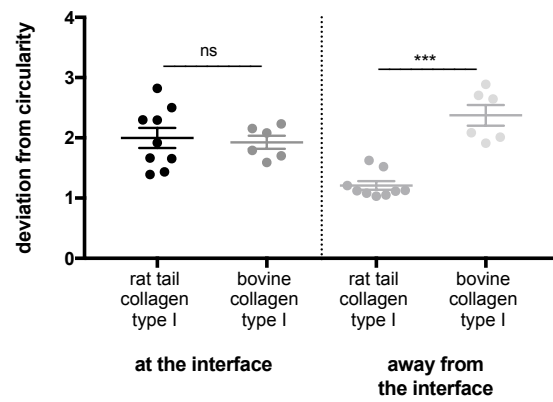 deviation from circularity
4
3
2
1
0
ns
***
rat tail
collagen
type I
bovine
collagen
type I
rat tail
collagen
type I
bovine
collagen
type I
at the interface
away from
the interface